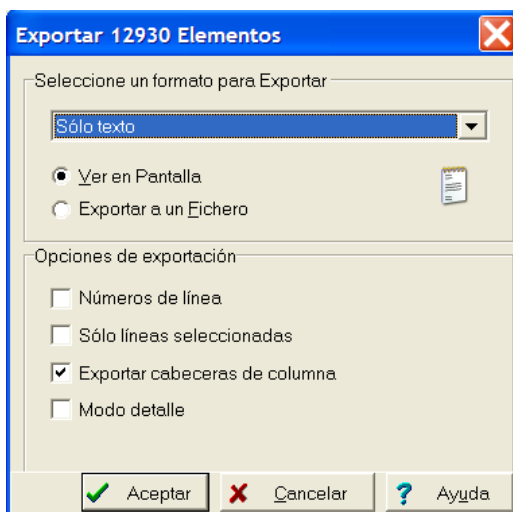 Exportar 12930 Elementos
Seleccione un formato para Exportar
Sólo texto
Ver en Pantalla
Exportar a un Fichero
Opciones de exportación
Números de línea
Sólo líneas seleccionadas
Exportar cabeceras de columna
Modo detalle
Aceptar Cancelar Ayuda